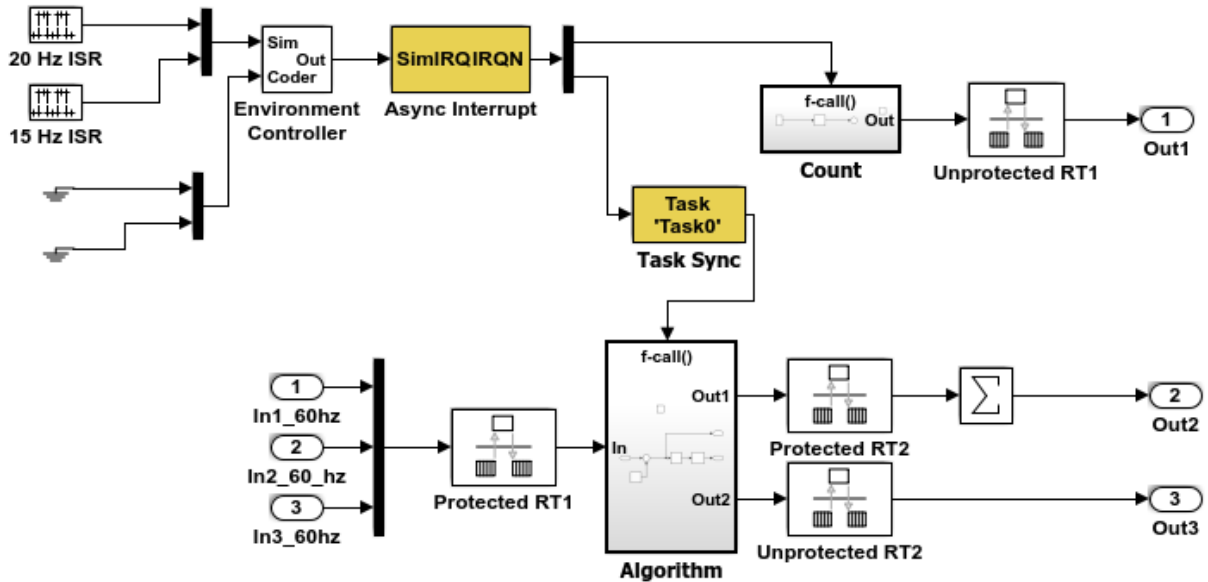 20 Hz ISR
15 Hz ISR
Sim
Out
Coder
Environment
Controller
SimIRQIRQN
Async Interrupt
f-call()
Out
Count
Unprotected RT1
1
Out1
Task
'Task0'
Task Sync
1
In1_60hz
2
In2_60_hz
3
In3_60hz
Protected RT1
f-call()
In
Out1
Out2
Algorithm
Protected RT2
Σ
2
Out2
Unprotected RT2
3
Out3